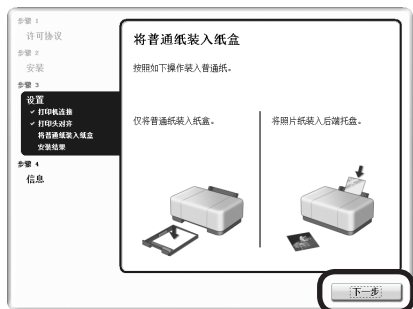 步骤 1
许可协议
步骤 2
安装
步骤 3
设置
✓ 打印机连接
✓ 打印头对齐
将普通纸装入纸盒
安装结果
步骤 4
信息
将普通纸装入纸盒
按照如下操作装入普通纸。
仅将普通纸装入纸盒。
将照片纸装入后端托盘。
下一步